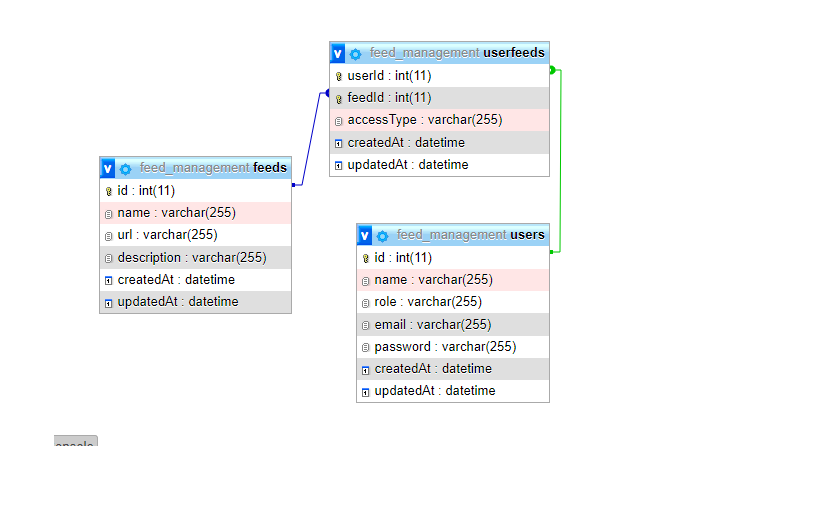 feed_management userfeeds
userId : int(11)
feedId : int(11)
accessType : varchar(255)
createdAt : datetime
updatedAt : datetime
feed_management feeds
id : int(11)
name : varchar(255)
url : varchar(255)
description : varchar(255)
createdAt : datetime
updatedAt : datetime
feed_management users
id : int(11)
name : varchar(255)
role : varchar(255)
email : varchar(255)
password : varchar(255)
createdAt : datetime
updatedAt : datetime